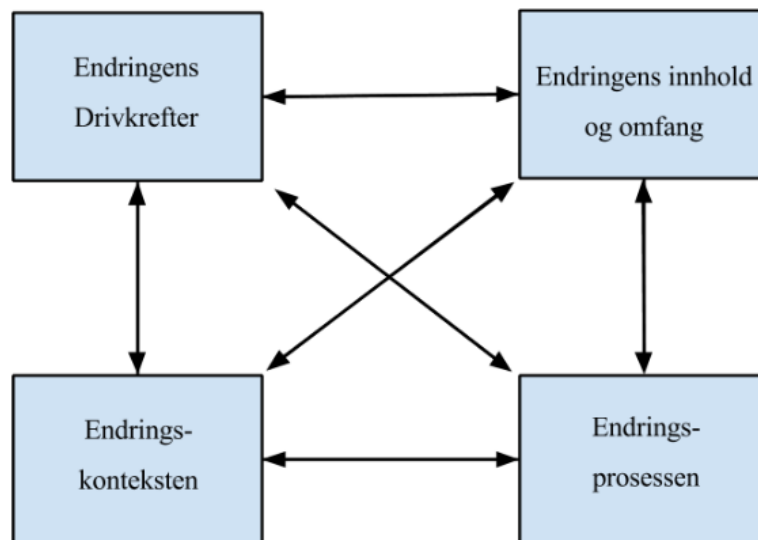 Endringens
Drivkrefter
Endringens innhold
og omfang
Endrings-
konteksten
Endrings-
prosessen